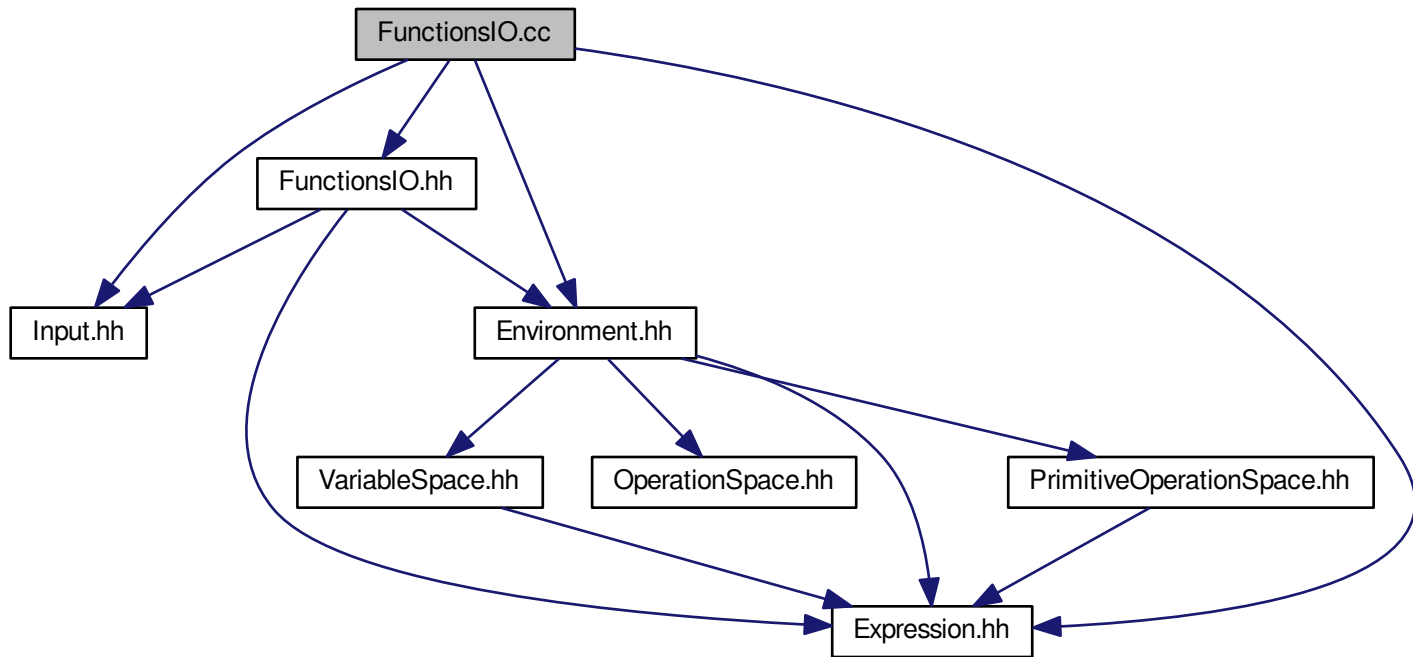 FunctionsIO.cc
FunctionsIO.hh
Input.hh
Environment.hh
VariableSpace.hh
OperationSpace.hh
PrimitiveOperationSpace.hh
Expression.hh